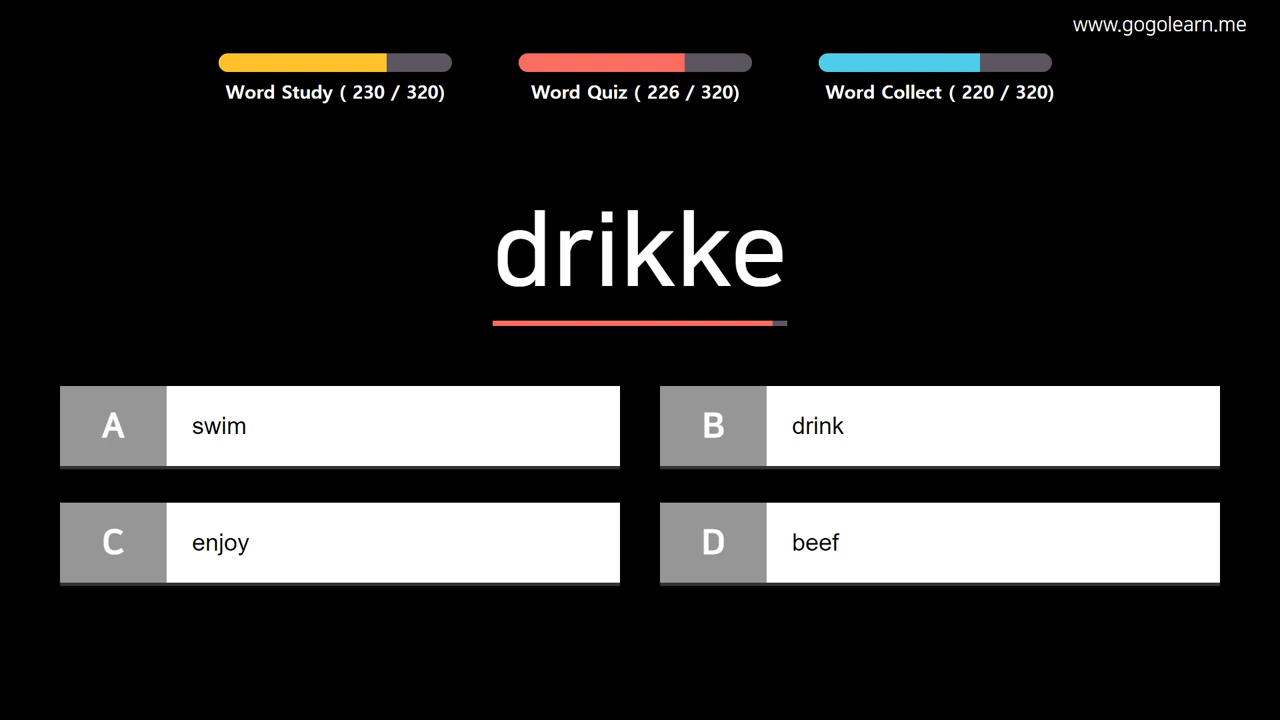 www.gogolearn.me
Word Study ( 230 / 320)
Word Quiz ( 226 / 320)
Word Collect ( 220 / 320)
drikke
A swim
B drink
C enjoy
D beef